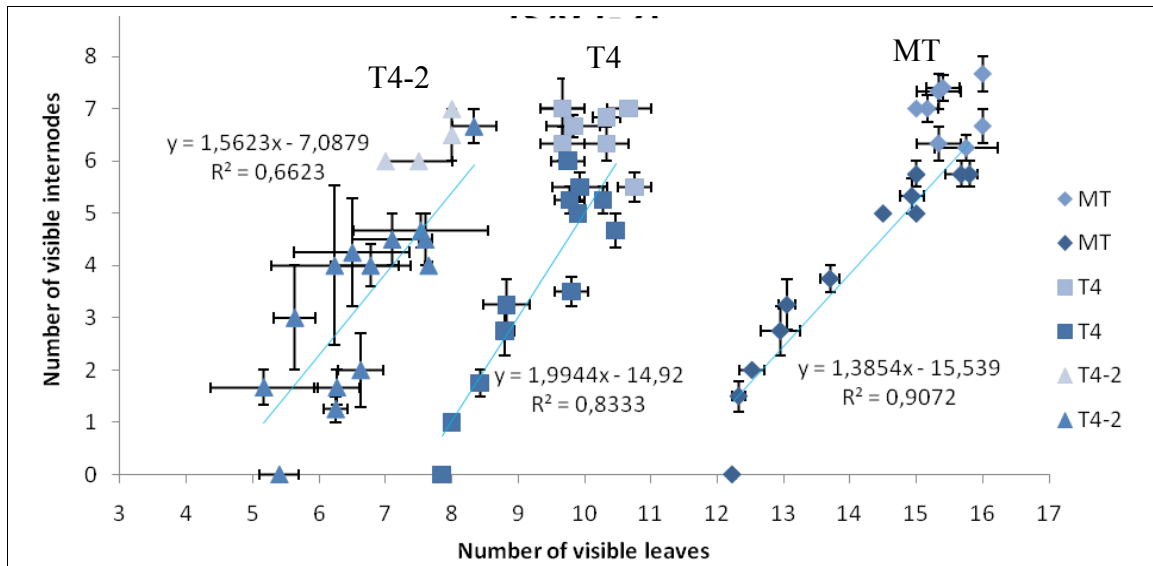 MT
T4
T4-2
y = 1,5623x - 7,0879
R² = 0,6623
y = 1,9944x - 14,92
R² = 0,8333
y = 1,3854x - 15,539
R² = 0,9072
Number of visible internodes
8
7
6
5
4
3
2
1
0
3 4 5 6 7 8 9 10 11 12 13 14 15 16 17
Number of visible leaves
MT
MT
T4
T4
T4-2
T4-2